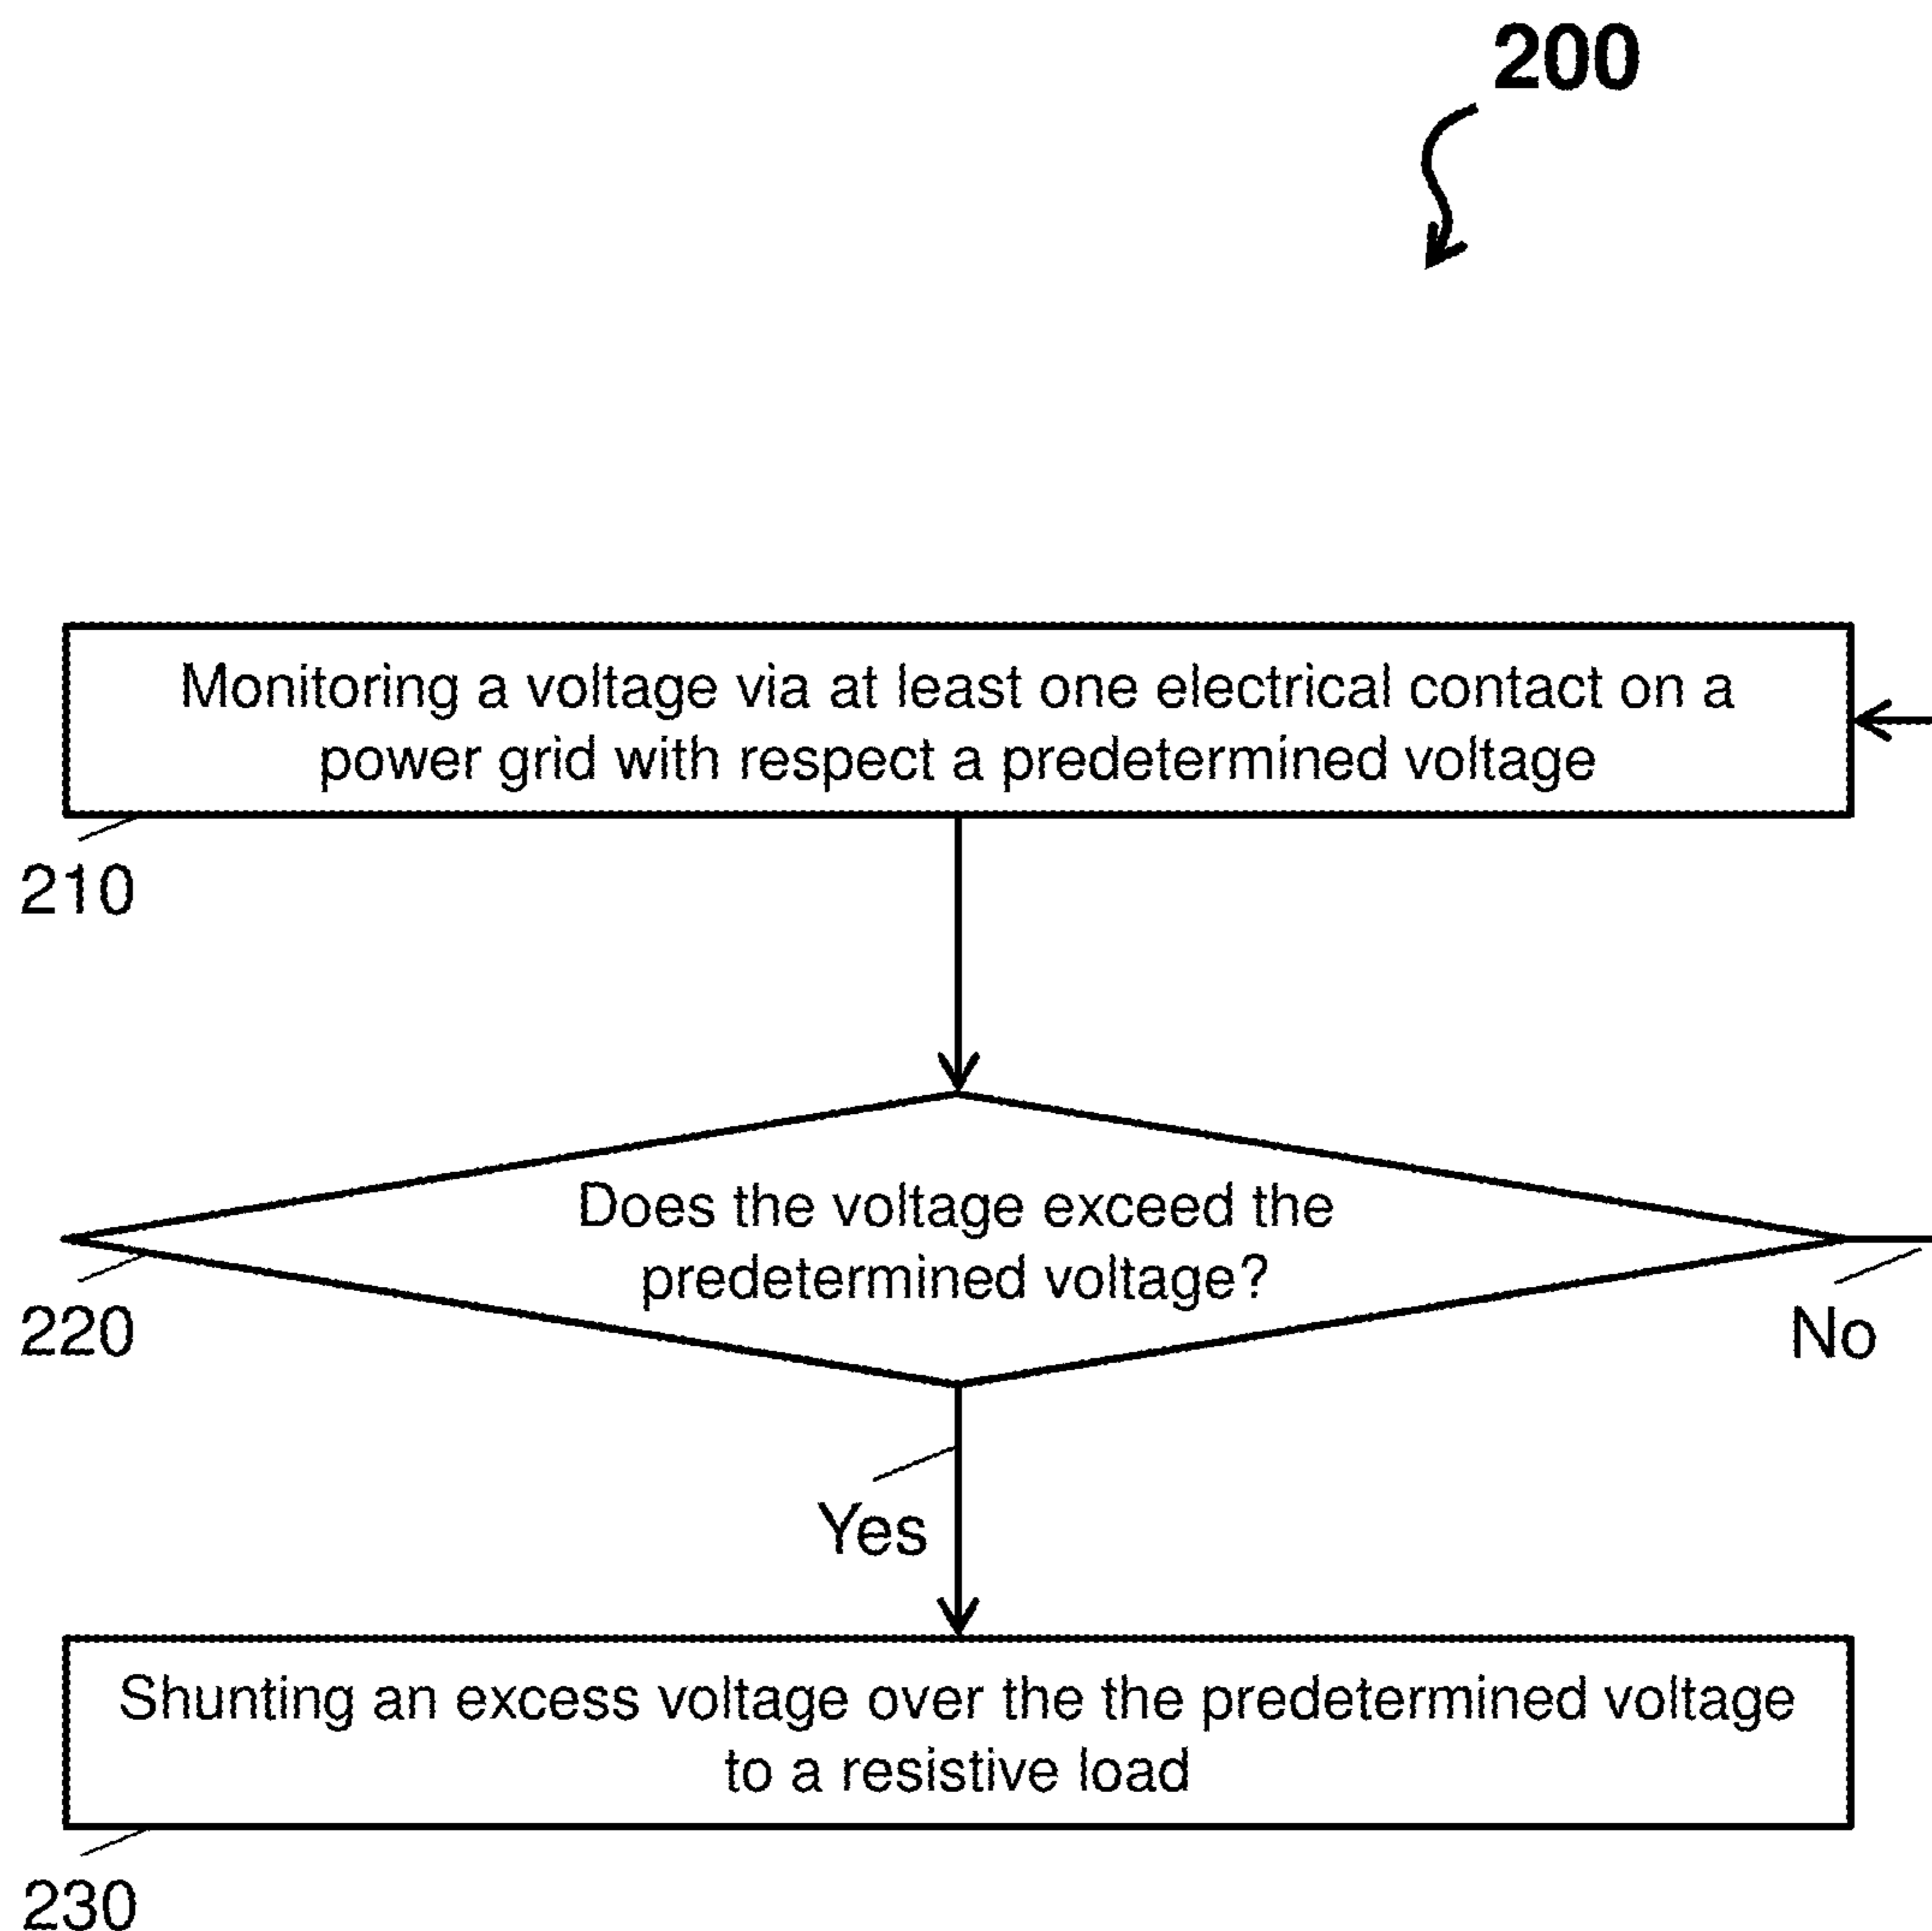 200
Monitoring a voltage via at least one electrical contact on a
power grid with respect a predetermined voltage
210
Does the voltage exceed the
predetermined voltage?
220
No
Yes
Shunting an excess voltage over the the predetermined voltage
to a resistive load
230